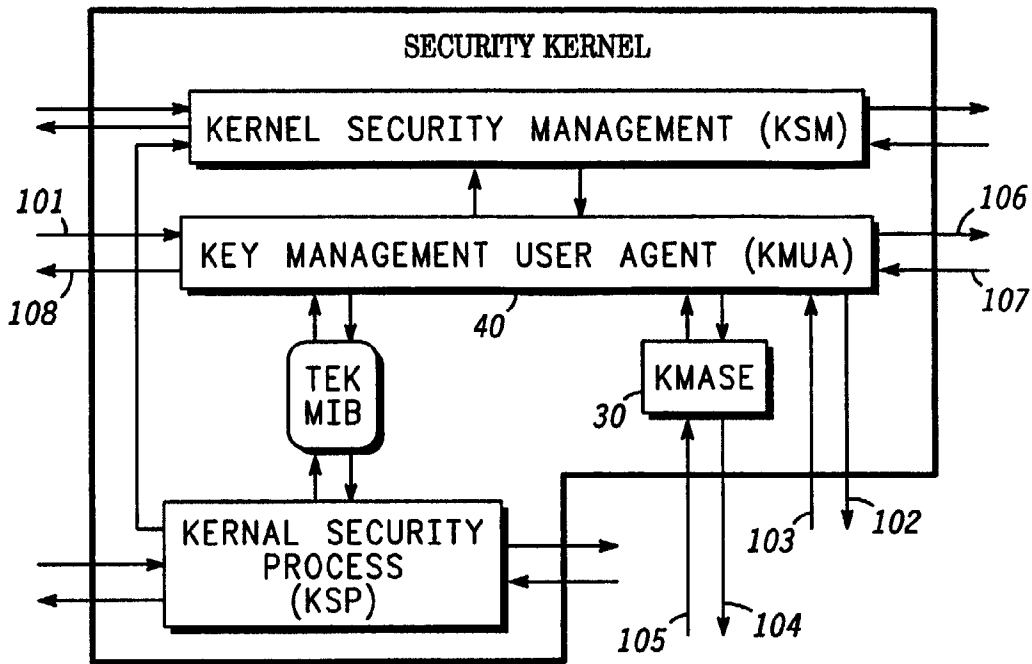 SECURITY KERNEL
KERNEL SECURITY MANAGEMENT (KSM)
101
106
KEY MANAGEMENT USER AGENT (KMUA)
108
40
107
TEK
MIB
KMASE
30
103
102
KERNAL SECURITY
PROCESS
(KSP)
105
104